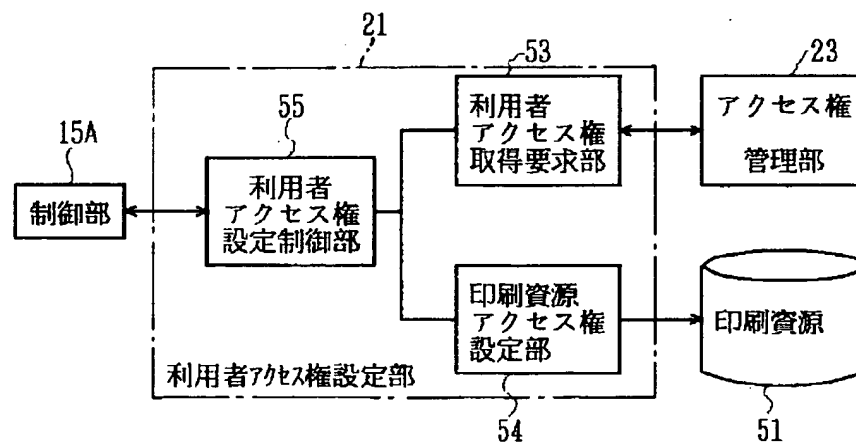 21
53
23
55
15A
利用者
アクセス権
取得要求部
アクセス権
管理部
制御部
利用者
アクセス権
設定制御部
印刷資源
アクセス権
設定部
印刷資源
利用者アクセス権設定部
54
51